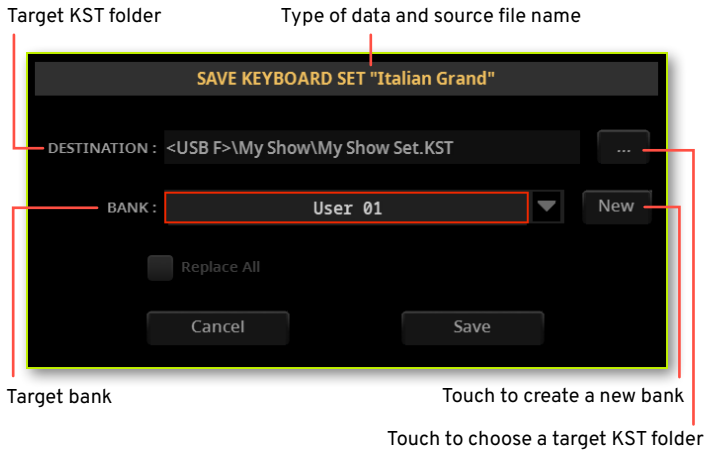 Target KST folder
Type of data and source file name
SAVE KEYBOARD SET "Italian Grand"
DESTINATION : <USB F>\My Show\My Show Set.KST ...
BANK : User 01 New
Replace All
Cancel Save
Target bank
Touch to create a new bank
Touch to choose a target KST folder